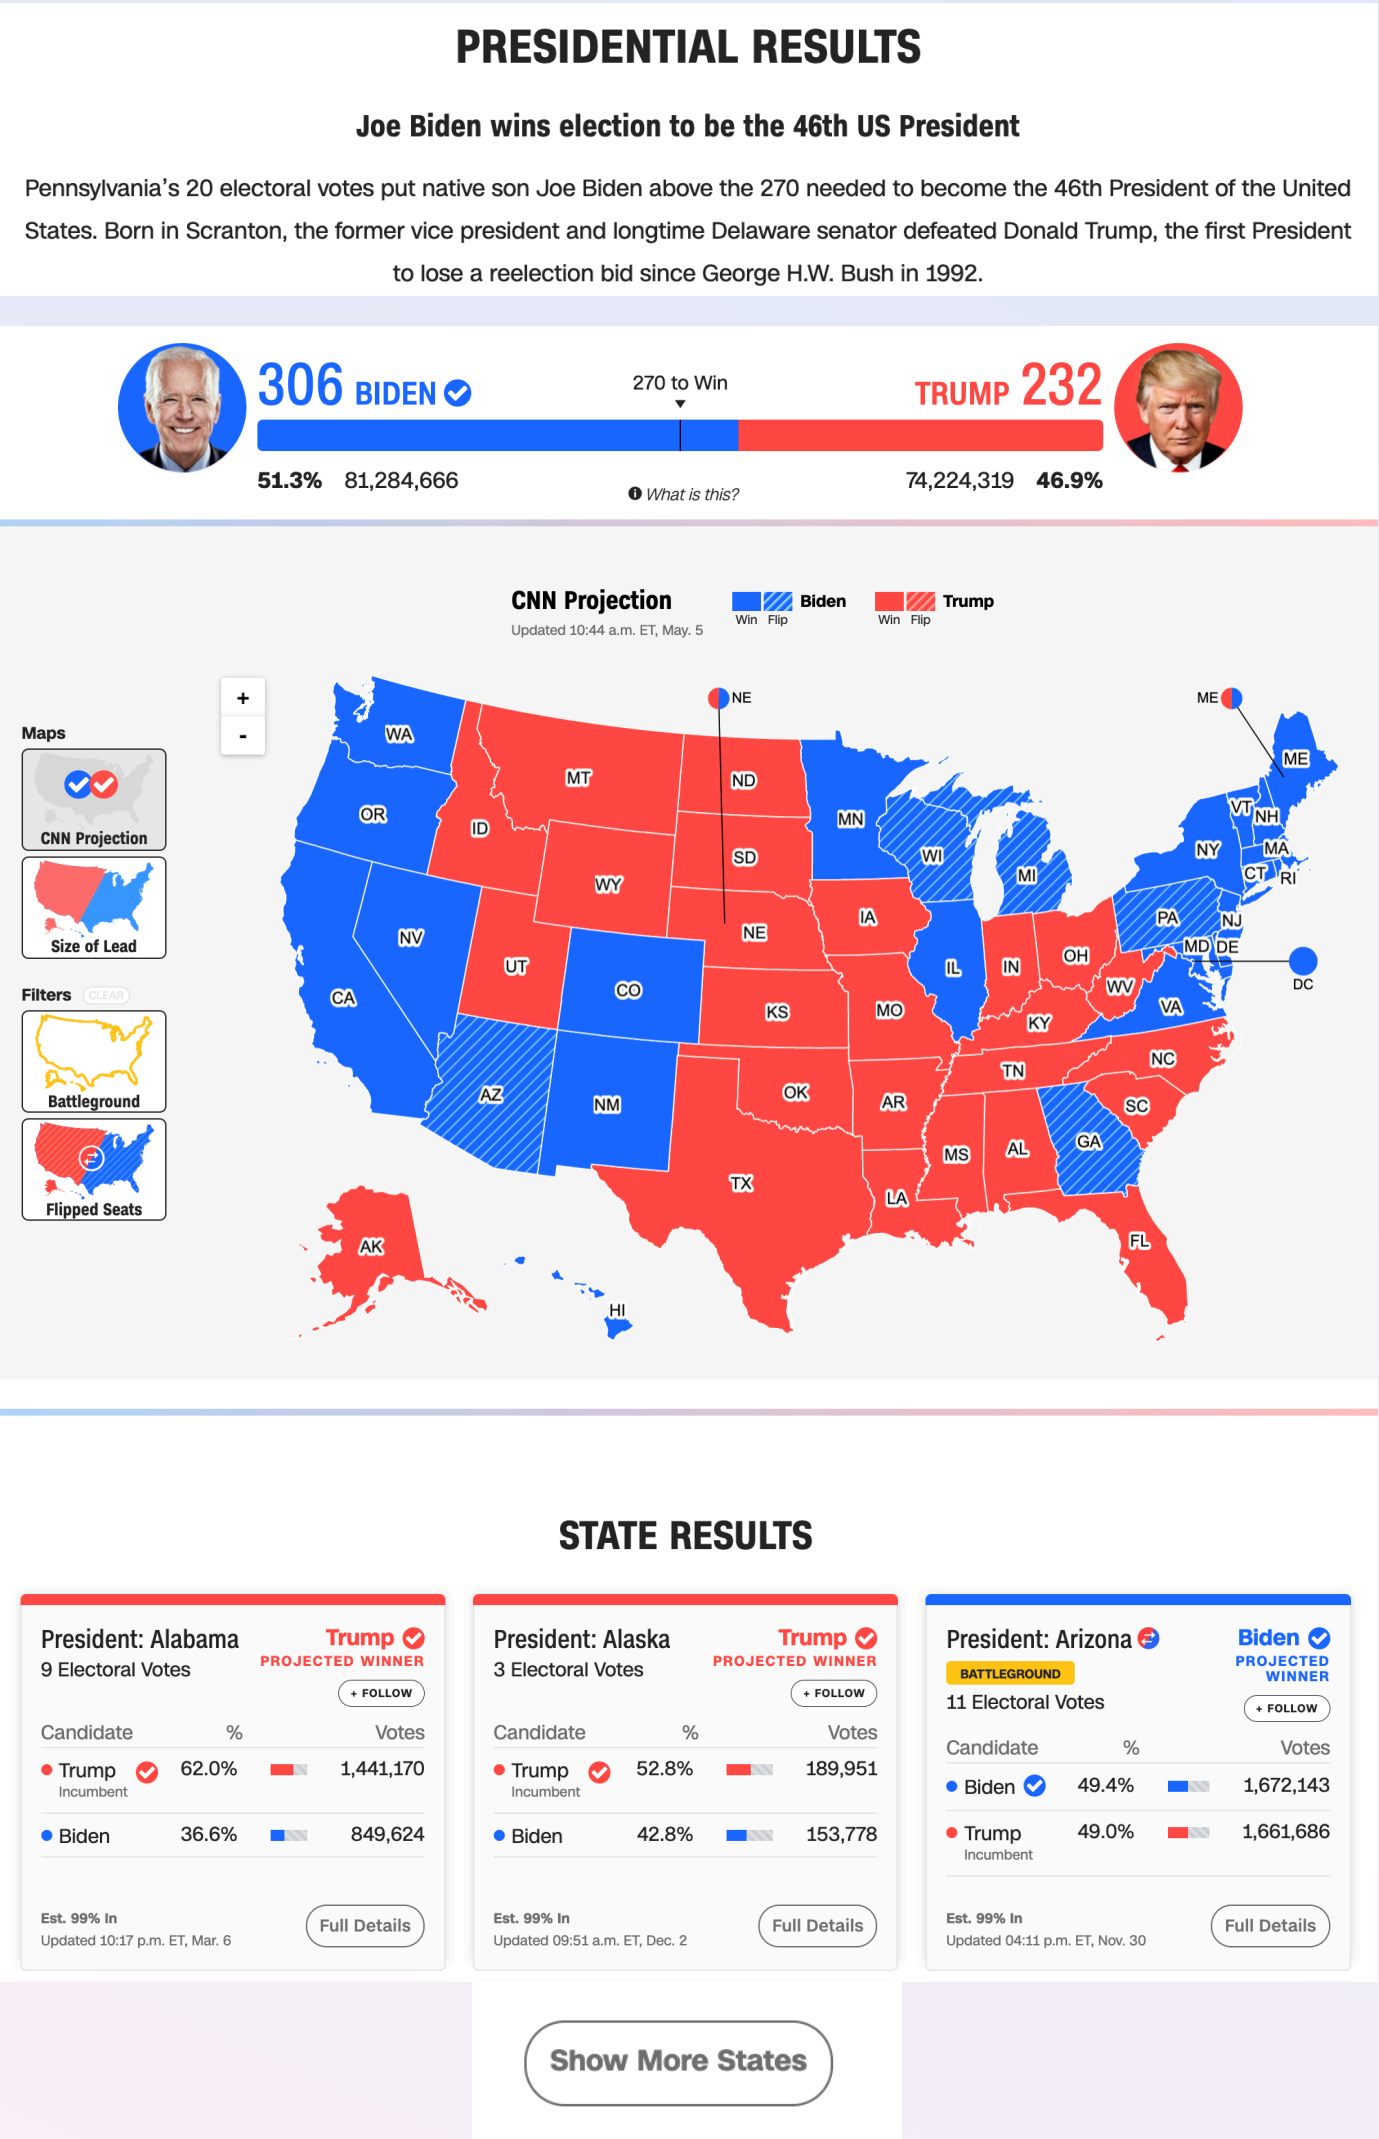 PRESIDENTIAL RESULTS
Joe Biden wins election to be the 46th US President
Pennsylvania's 20 electoral votes put native son Joe Biden above the 270 needed to become the 46th President of the United
States. Born in Scranton, the former vice president and longtime Delaware senator defeated Donald Trump, the first President
to lose a reelection bid since George H.W. Bush in 1992.
306 BIDEN
270 to Win
TRUMP 232
51.3% 81,284,666
What is this?
74,224,319 46.9%
CNN Projection
Updated 10:44 a.m. ET, May. 5
Biden
Win Flip
Trump
Win Flip
+
-
Maps
CNN Projection
Size of Lead
Filters CLEAR
Battleground
Flipped Seats
NE
ME
WA
MT
ND
MN
ME
OR
ID
SD
WI
MI
VT
NH
NY
MA
WY
CT
RI
NV
NE
IA
PA
NJ
UT
CO
IL
IN
OH
MD
DE
DC
CA
KS
MO
WV
VA
KY
AZ
NM
OK
AR
TN
NC
SC
TX
LA
MS
AL
GA
FL
AK
HI
STATE RESULTS
President: Alabama
9 Electoral Votes
Trump
PROJECTED WINNER
+ FOLLOW
Candidate % Votes
Trump 62.0% 1,441,170
Incumbent
Biden 36.6% 849,624
Est. 99% In
Updated 10:17 p.m. ET, Mar. 6
Full Details
President: Alaska
3 Electoral Votes
Trump
PROJECTED WINNER
+ FOLLOW
Candidate % Votes
Trump 52.8% 189,951
Incumbent
Biden 42.8% 153,778
Est. 99% In
Updated 09:51 a.m. ET, Dec. 2
Full Details
President: Arizona
BATTLEGROUND
11 Electoral Votes
Biden
PROJECTED
WINNER
+ FOLLOW
Candidate % Votes
Biden 49.4% 1,672,143
Trump 49.0% 1,661,686
Incumbent
Est. 99% In
Updated 04:11 p.m. ET, Nov. 30
Full Details
Show More States